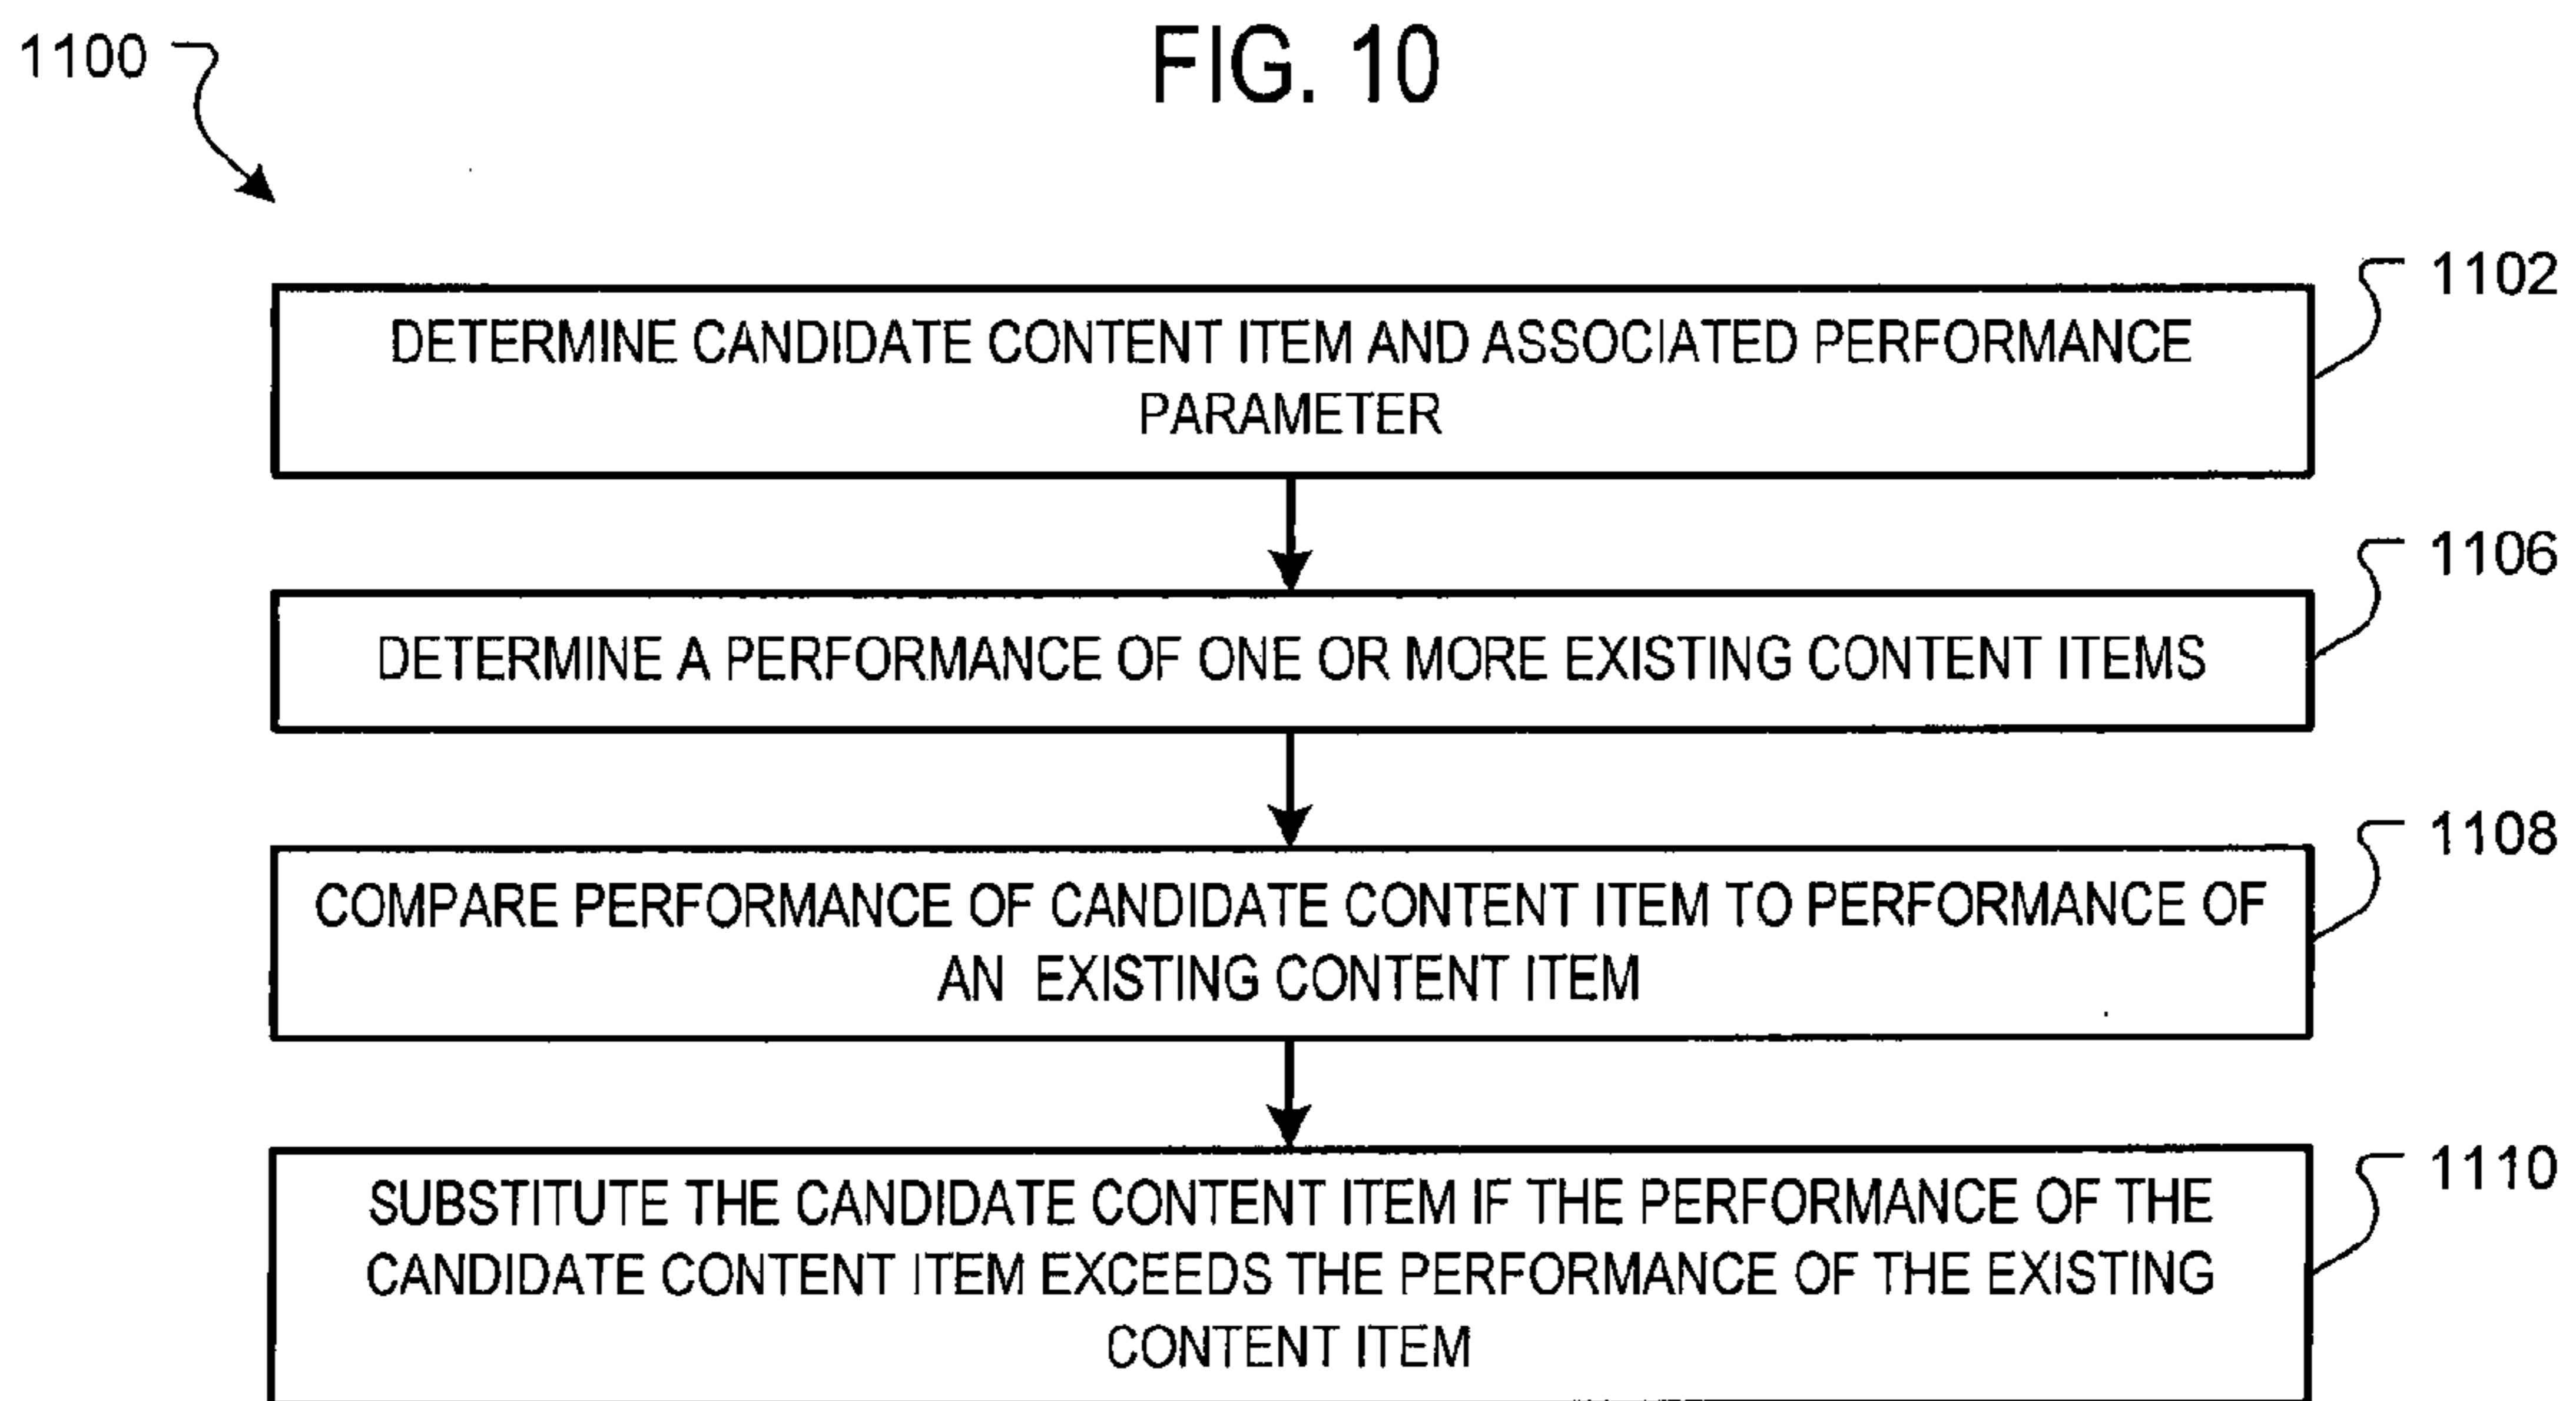 FIG. 10
1100
1102
DETERMINE CANDIDATE CONTENT ITEM AND ASSOCIATED PERFORMANCE
PARAMETER
1106
DETERMINE A PERFORMANCE OF ONE OR MORE EXISTING CONTENT ITEMS
1108
COMPARE PERFORMANCE OF CANDIDATE CONTENT ITEM TO PERFORMANCE OF
AN EXISTING CONTENT ITEM
1110
SUBSTITUTE THE CANDIDATE CONTENT ITEM IF THE PERFORMANCE OF THE
CANDIDATE CONTENT ITEM EXCEEDS THE PERFORMANCE OF THE EXISTING
CONTENT ITEM